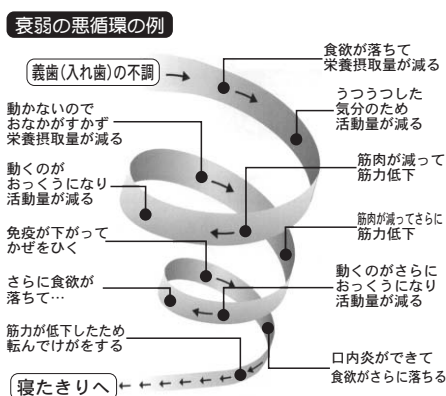 衰弱の悪循環の例
義歯(入れ歯)の不調
食欲が落ちて
栄養摂取量が減る
うつうつした
気分のため
活動量が減る
筋肉が減って
筋力低下
動くのが
おっくうになり
活動量が減る
動かないので
おなかがすかず
栄養摂取量が減る
筋肉が減ってさらに
筋力低下
動くのがさらに
おっくうになり
活動量が減る
さらに食欲が
落ちて…
免疫が下がって
かぜをひく
口内炎ができて
食欲がさらに落ちる
筋力が低下したため
転んでけがをする
寝たきりへ